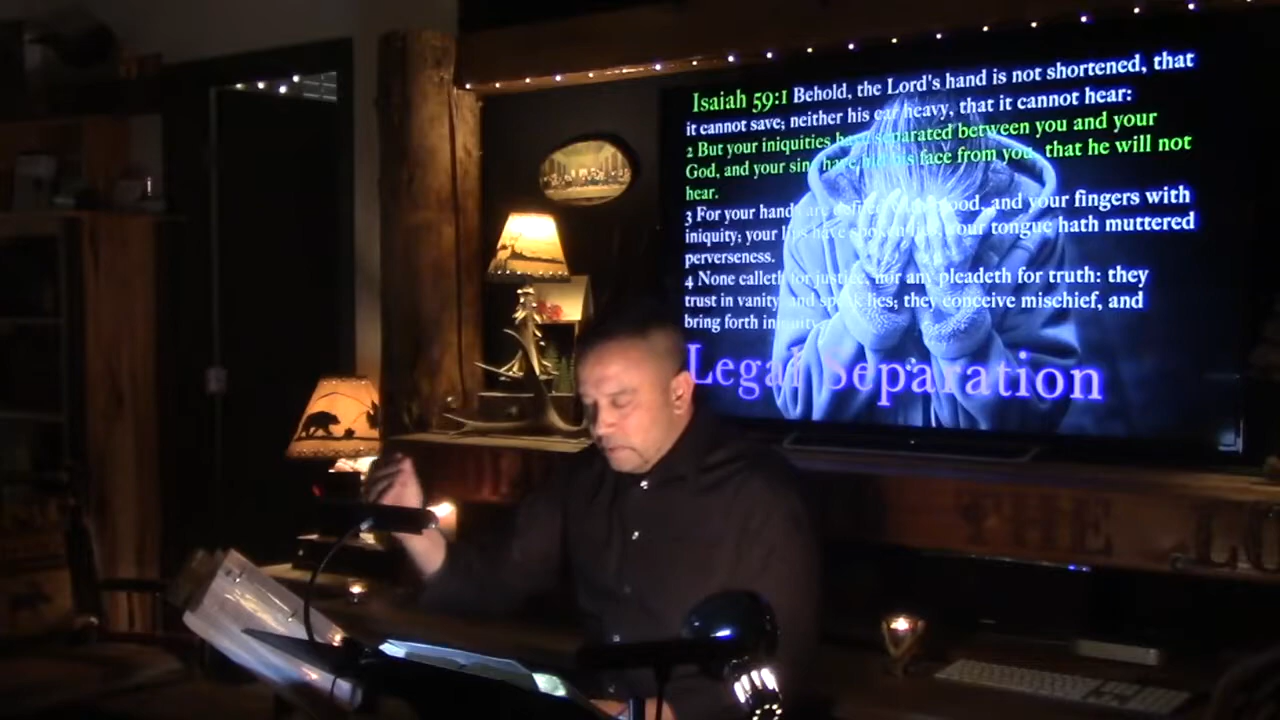 Isaiah 59:1 Behold, the Lord's hand is not shortened, that
it cannot save; neither his ear heavy, that it cannot hear:
2 But your iniquities have separated between you and your
God, and your sins have hid his face from you, that he will not
hear.
3 For your hands are defiled with blood, and your fingers with
iniquity; your lips have spoken lies, your tongue hath muttered
perverseness.
4 None calleth for justice, nor any pleadeth for truth: they
trust in vanity, and speak lies; they conceive mischief, and
bring forth iniquity.
Legal Separation
THE LO